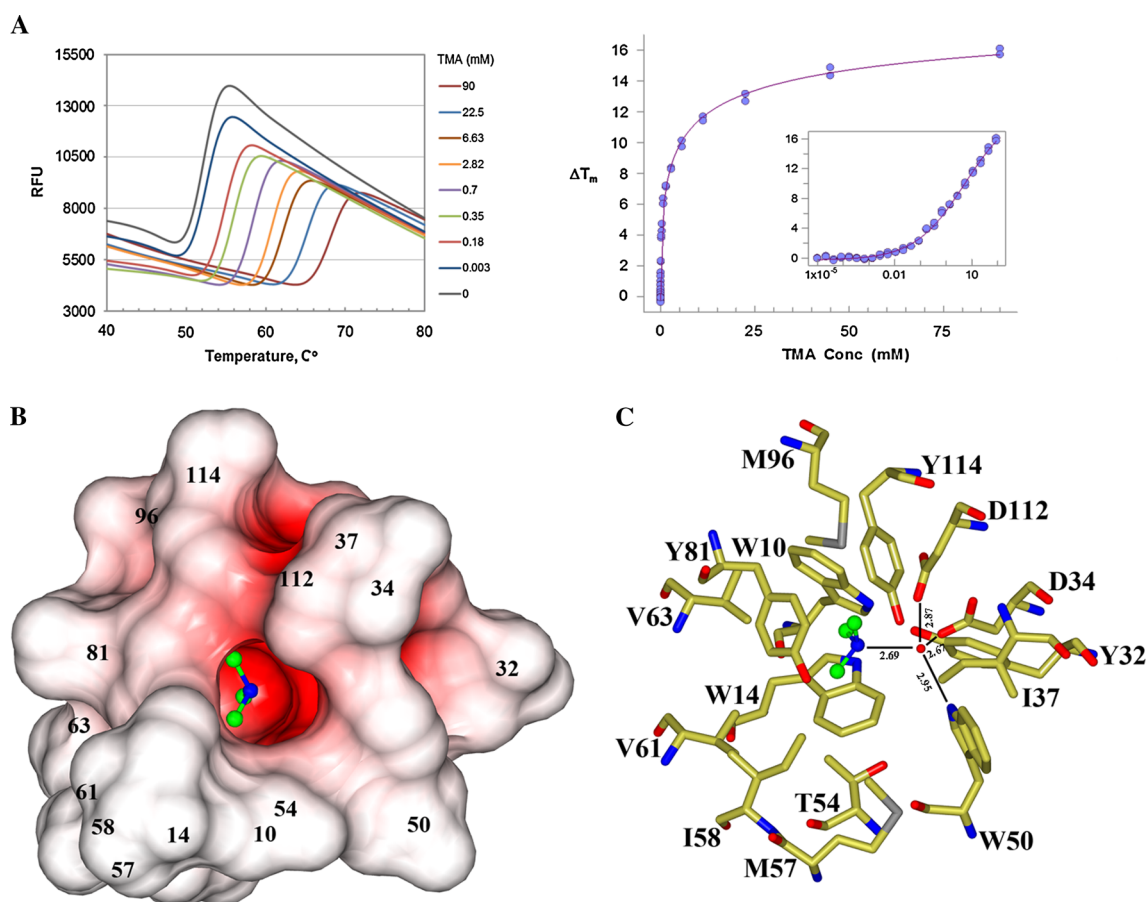 A
TMA (mM)
15500
13000
10500
8000
5500
3000
RFU
40 50 60 70 80
Temperature, C°
90
22.5
6.63
2.82
0.7
0.35
0.18
0.003
0
16
14
12
10
8
6
4
2
0
ΔTm
0 25 50 75
TMA Conc (mM)
16
12
8
4
0
1x10-5 0.01 10
B
114
96
37
112
34
81
32
63
61
58
57
14
10
54
50
C
M96
Y114
D112
Y81
W10
D34
V63
2.87
2.67
2.69
2.95
Y32
I37
W14
V61
T54
I58
M57
W50